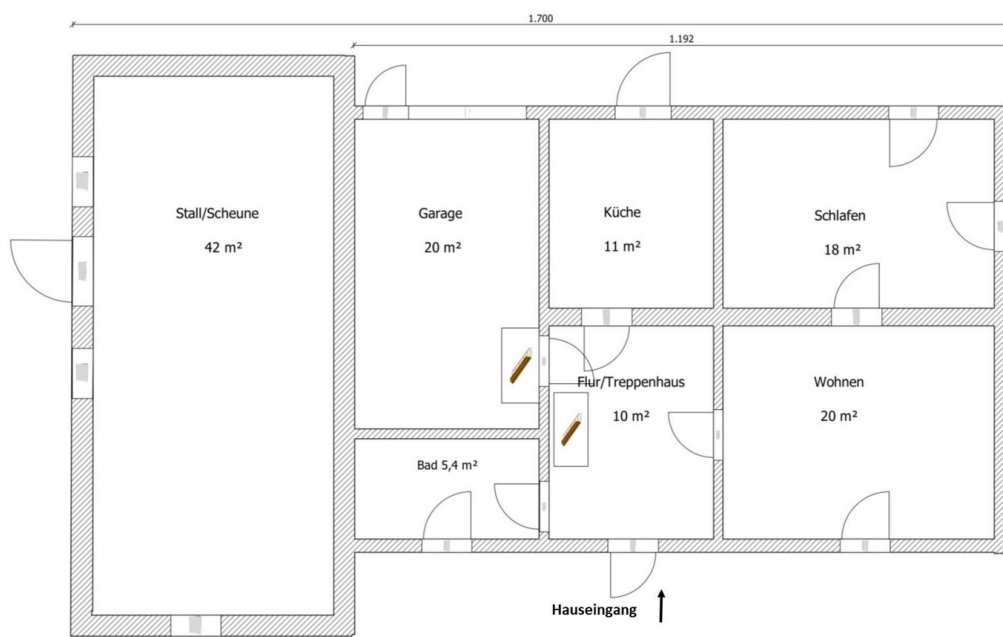 1.700
1.192
Stall/Scheune
42 m²
Garage
20 m²
Küche
11 m²
Schlafen
18 m²
Flur/Treppenhaus
10 m²
Wohnen
20 m²
Bad 5,4 m²
Hauseingang